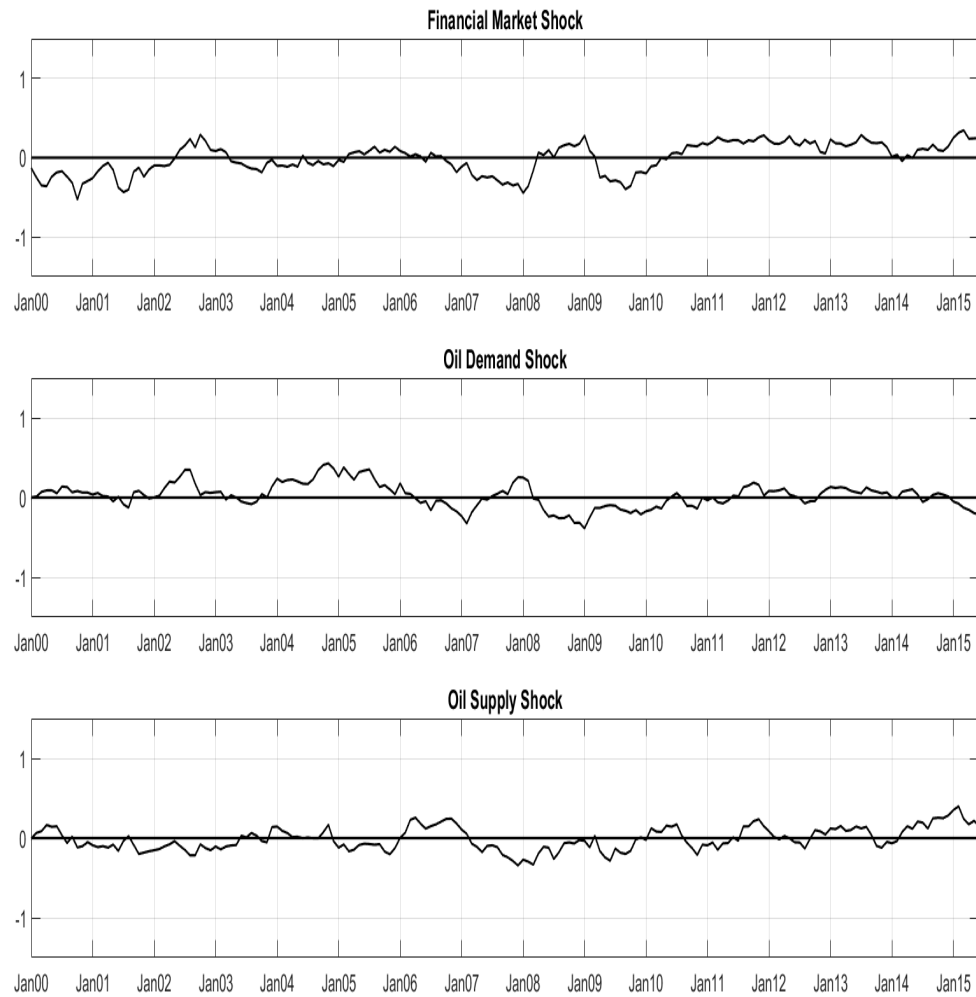 Financial Market Shock
1
0
-1
Jan00 Jan01 Jan02 Jan03 Jan04 Jan05 Jan06 Jan07 Jan08 Jan09 Jan10 Jan11 Jan12 Jan13 Jan14 Jan15
Oil Demand Shock
1
0
-1
Jan00 Jan01 Jan02 Jan03 Jan04 Jan05 Jan06 Jan07 Jan08 Jan09 Jan10 Jan11 Jan12 Jan13 Jan14 Jan15
Oil Supply Shock
1
0
-1
Jan00 Jan01 Jan02 Jan03 Jan04 Jan05 Jan06 Jan07 Jan08 Jan09 Jan10 Jan11 Jan12 Jan13 Jan14 Jan15